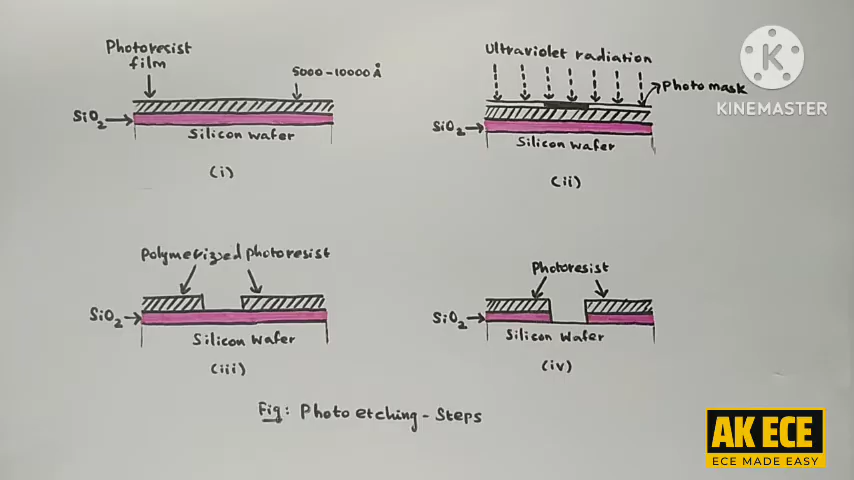 Photoresist
film
5000-10000Å
SiO2
Silicon wafer
(i)
Ultraviolet radiation
Photo mask
SiO2
Silicon wafer
(ii)
K
KINEMASTER
Polymerized photoresist
SiO2
Silicon wafer
(iii)
Photoresist
SiO2
Silicon wafer
(iv)
Fig: Photo etching - Steps
AK ECE
ECE MADE EASY